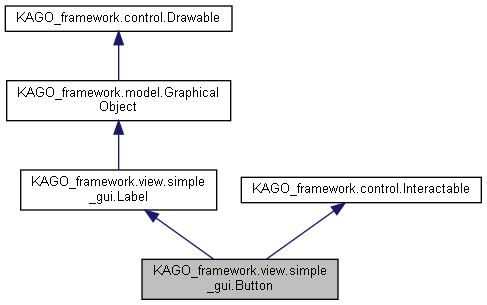 KAGO_framework.control.Drawable
KAGO_framework.model.Graphical
Object
KAGO_framework.view.simple
_gui.Label
KAGO_framework.control.Interactable
KAGO_framework.view.simple
_gui.Button